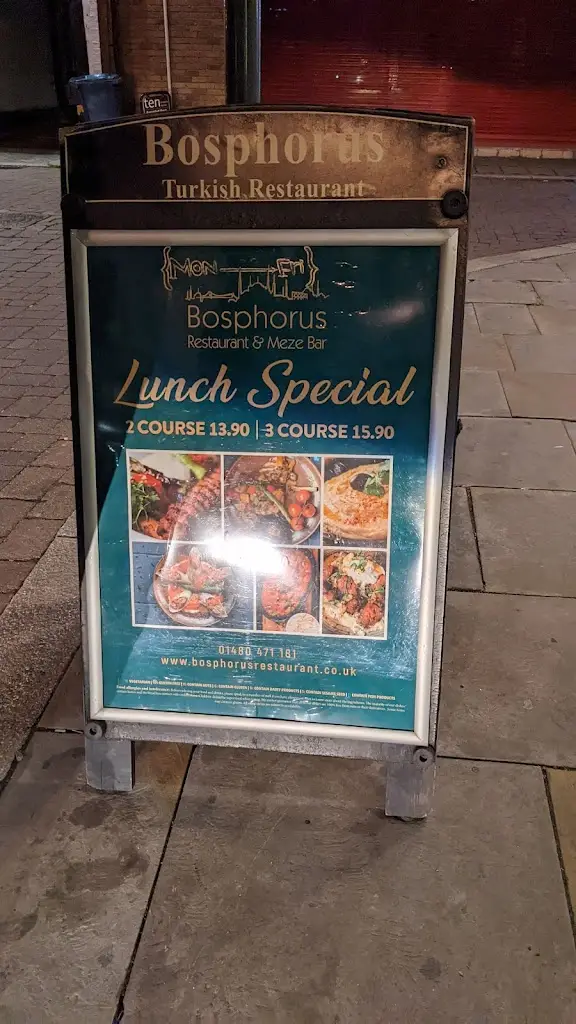 ten
Bosphorus
Turkish Restaurant
{Mon Fri}
Bosphorus
Restaurant & Meze Bar
Lunch Special
2 COURSE 13.90 | 3 COURSE 15.90
01480 471 181
www.bosphorusrestaurant.co.uk